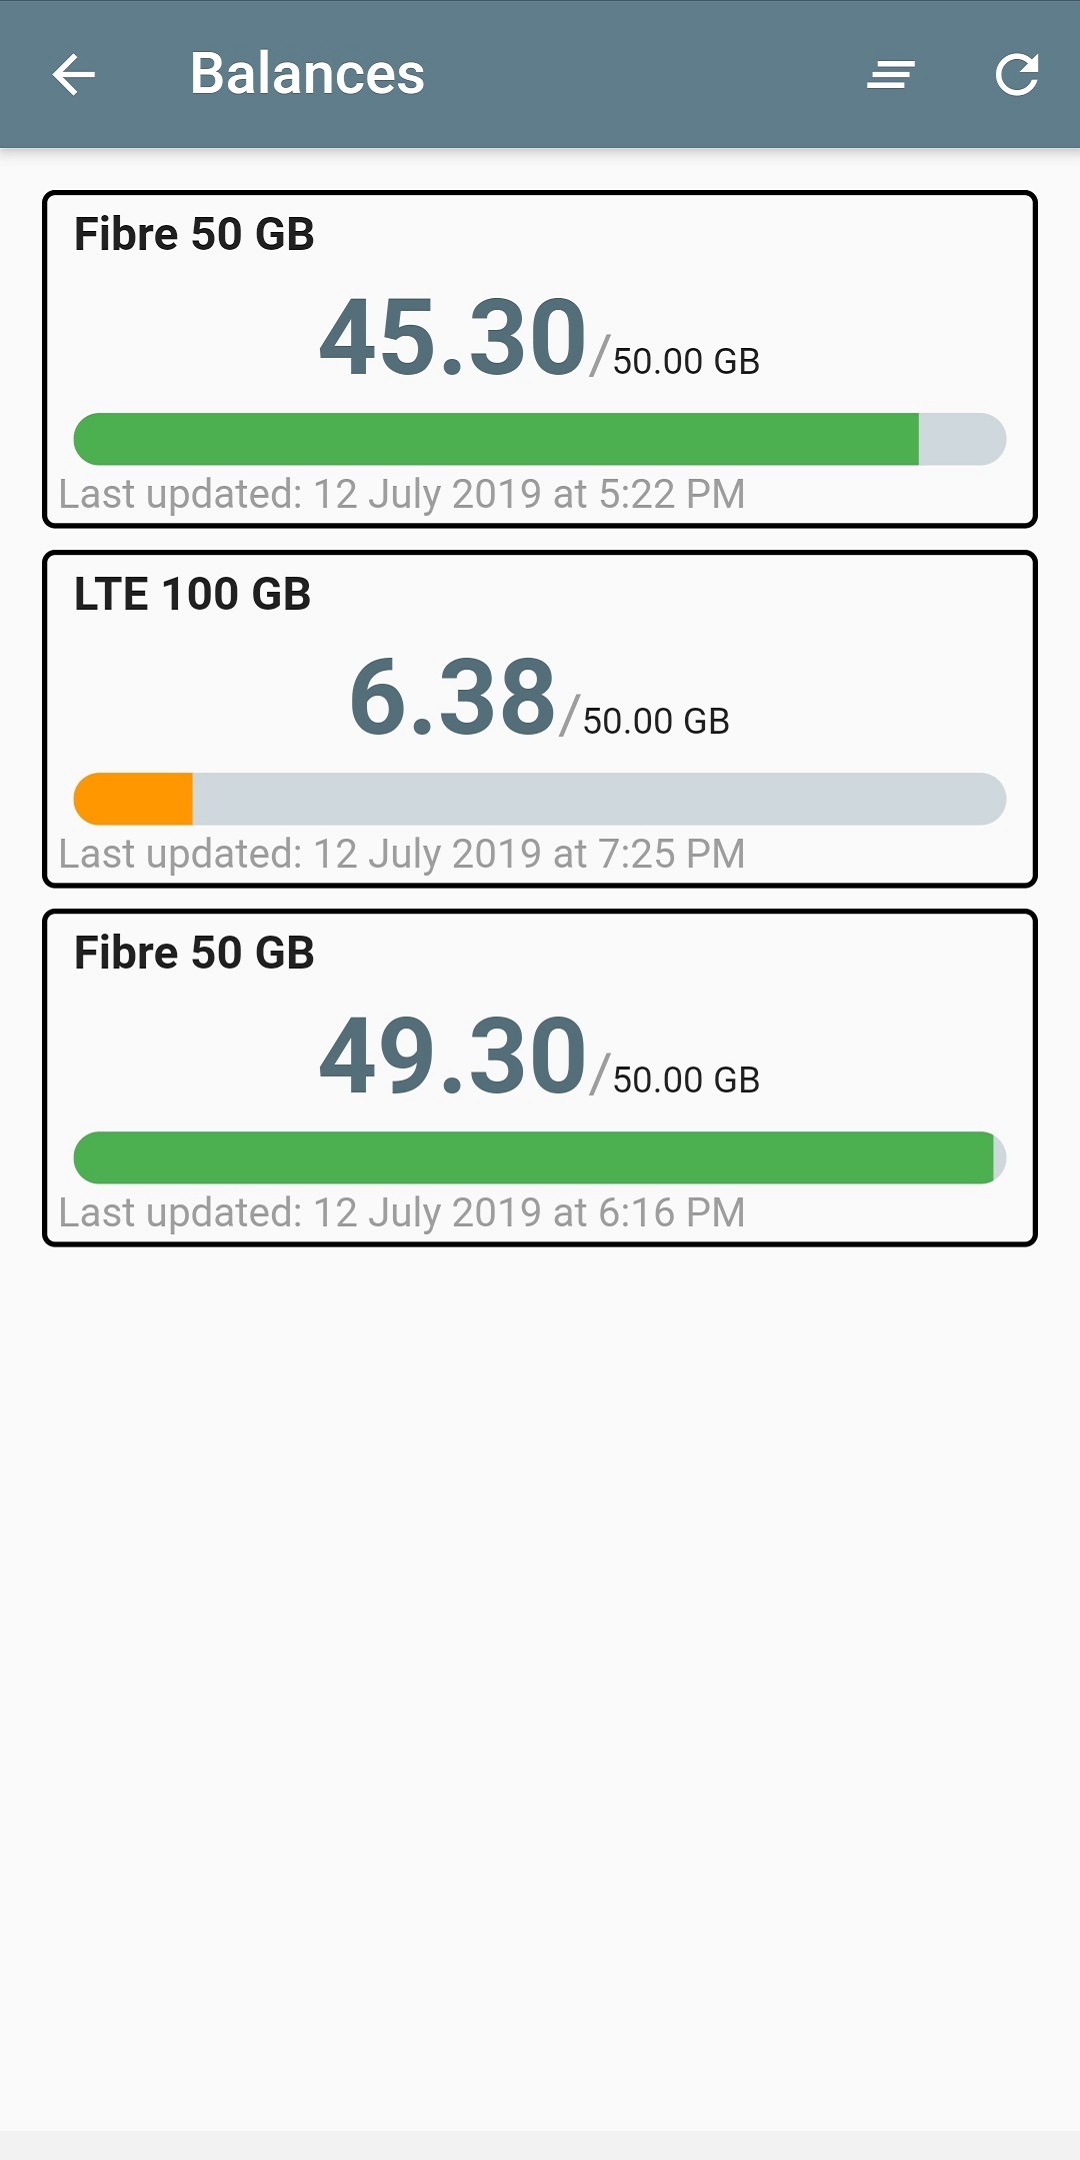 Balances
Fibre 50 GB
45.30/50.00 GB
Last updated: 12 July 2019 at 5:22 PM
LTE 100 GB
6.38/50.00 GB
Last updated: 12 July 2019 at 7:25 PM
Fibre 50 GB
49.30/50.00 GB
Last updated: 12 July 2019 at 6:16 PM